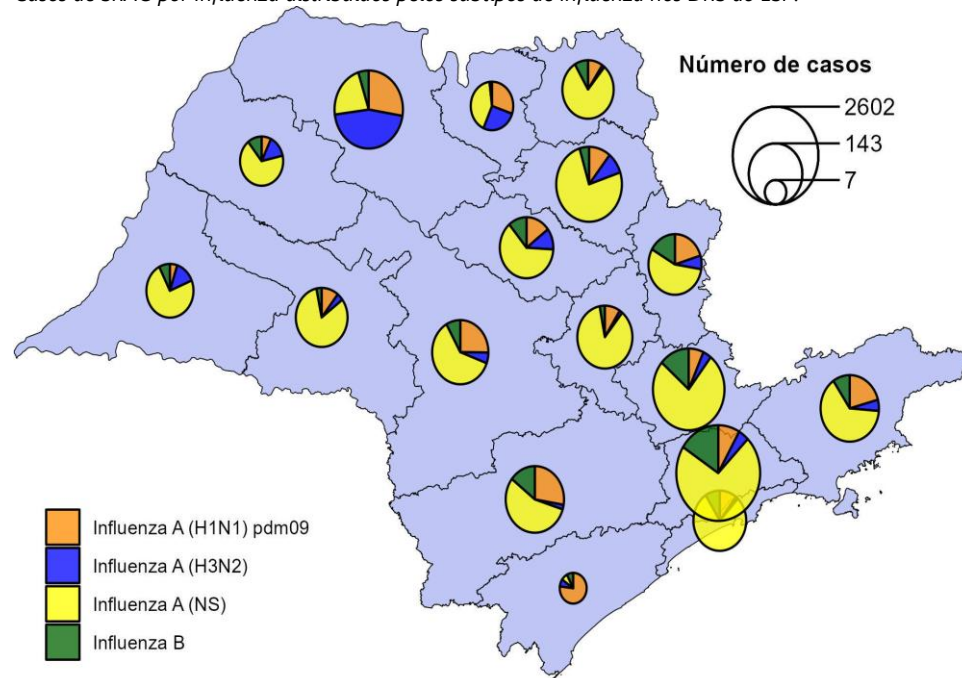 Número de casos
2602
143
7
Influenza A (H1N1) pdm09
Influenza A (H3N2)
Influenza A (NS)
Influenza B